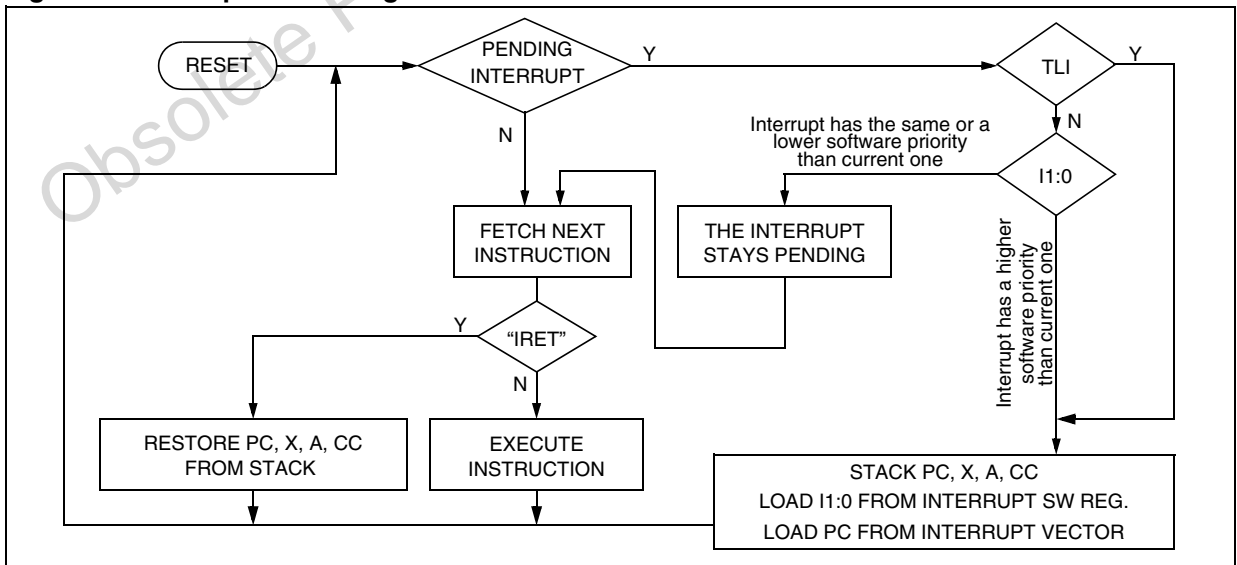 Obsolete
RESET
PENDING
INTERRUPT
Y
TLI
Y
N
N
Interrupt has the same or a
lower software priority
than current one
I1:0
FETCH NEXT
INSTRUCTION
THE INTERRUPT
STAYS PENDING
Interrupt has a higher
software priority
than current one
Y
“IRET”
N
RESTORE PC, X, A, CC
FROM STACK
EXECUTE
INSTRUCTION
STACK PC, X, A, CC
LOAD I1:0 FROM INTERRUPT SW REG.
LOAD PC FROM INTERRUPT VECTOR